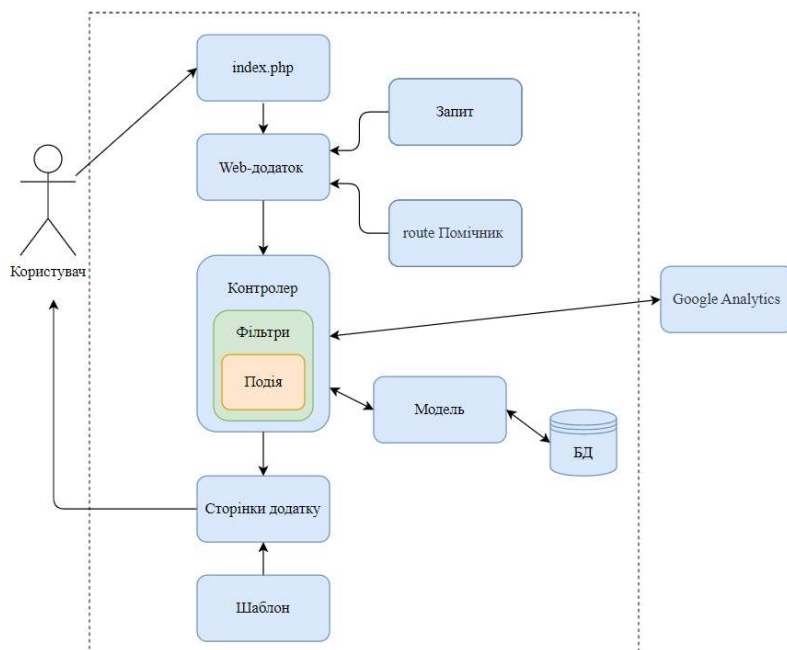 index.php
Запит
Web-додаток
route Помічник
Користувач
Контролер
Google Analytics
Фільтри
Подія
Модель
БД
Сторінки додатку
Шаблон